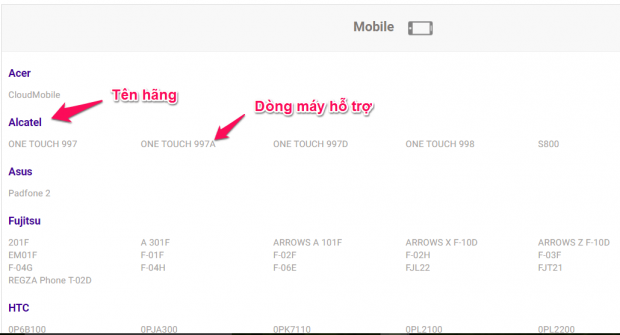 Mobile
Acer
Tên hãng
CloudMobile
Dòng máy hỗ trợ
Alcatel
ONE TOUCH 997 ONE TOUCH 997A ONE TOUCH 997D ONE TOUCH 998 S800
Asus
Padfone 2
Fujitsu
201F A 301F ARROWS A 101F ARROWS X F-10D ARROWS Z F-10D
EM01F F-01F F-02F F-02H F-03F
F-04G F-04H F-06E FJL22 FJT21
REGZA Phone T-02D
HTC
0P6B100 0PJA300 0PK7110 0PL2100 0PL2200